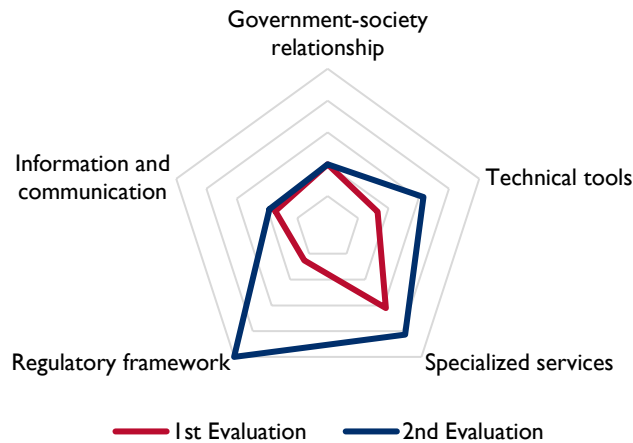 Government-society
relationship
Information and
communication
Technical tools
Regulatory framework
Specialized services
1st Evaluation
2nd Evaluation